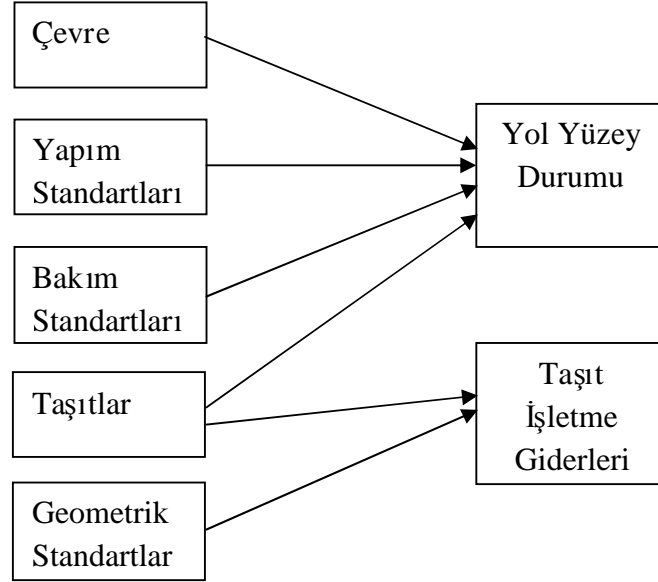 Çevre
Yapım
Standartları
Bakım
Standartları
Taşıtlar
Geometrik
Standartlar
Yol Yüzey
Durumu
Taşıt
İşletme
Giderleri